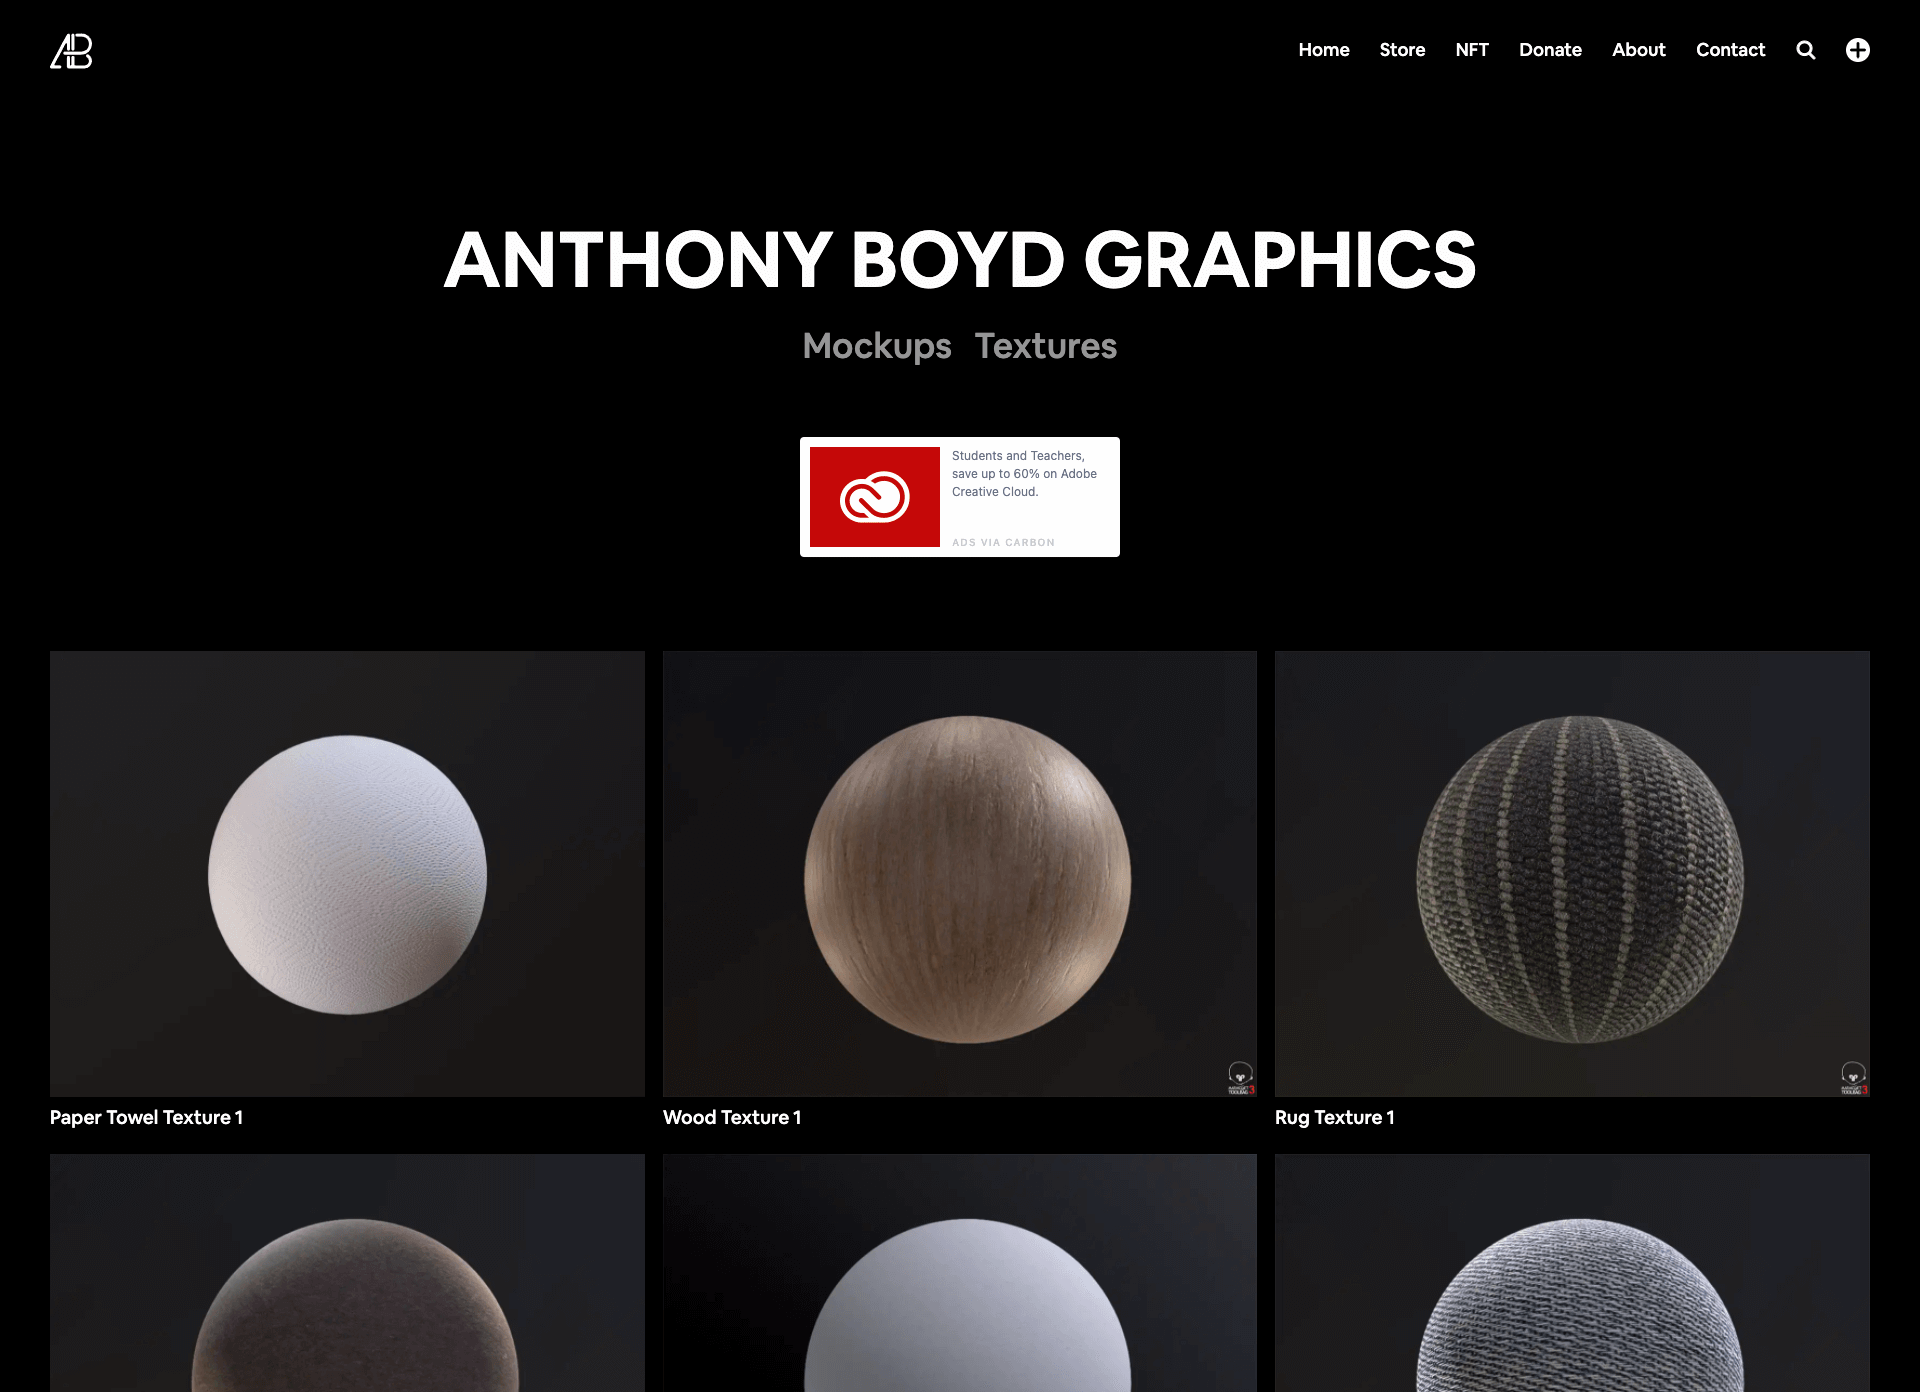 AB
Home Store NFT Donate About Contact
ANTHONY BOYD GRAPHICS
Mockups Textures
Students and Teachers,
save up to 60% on Adobe
Creative Cloud.
ADS VIA CARBON
Paper Towel Texture 1
Wood Texture 1
Rug Texture 1